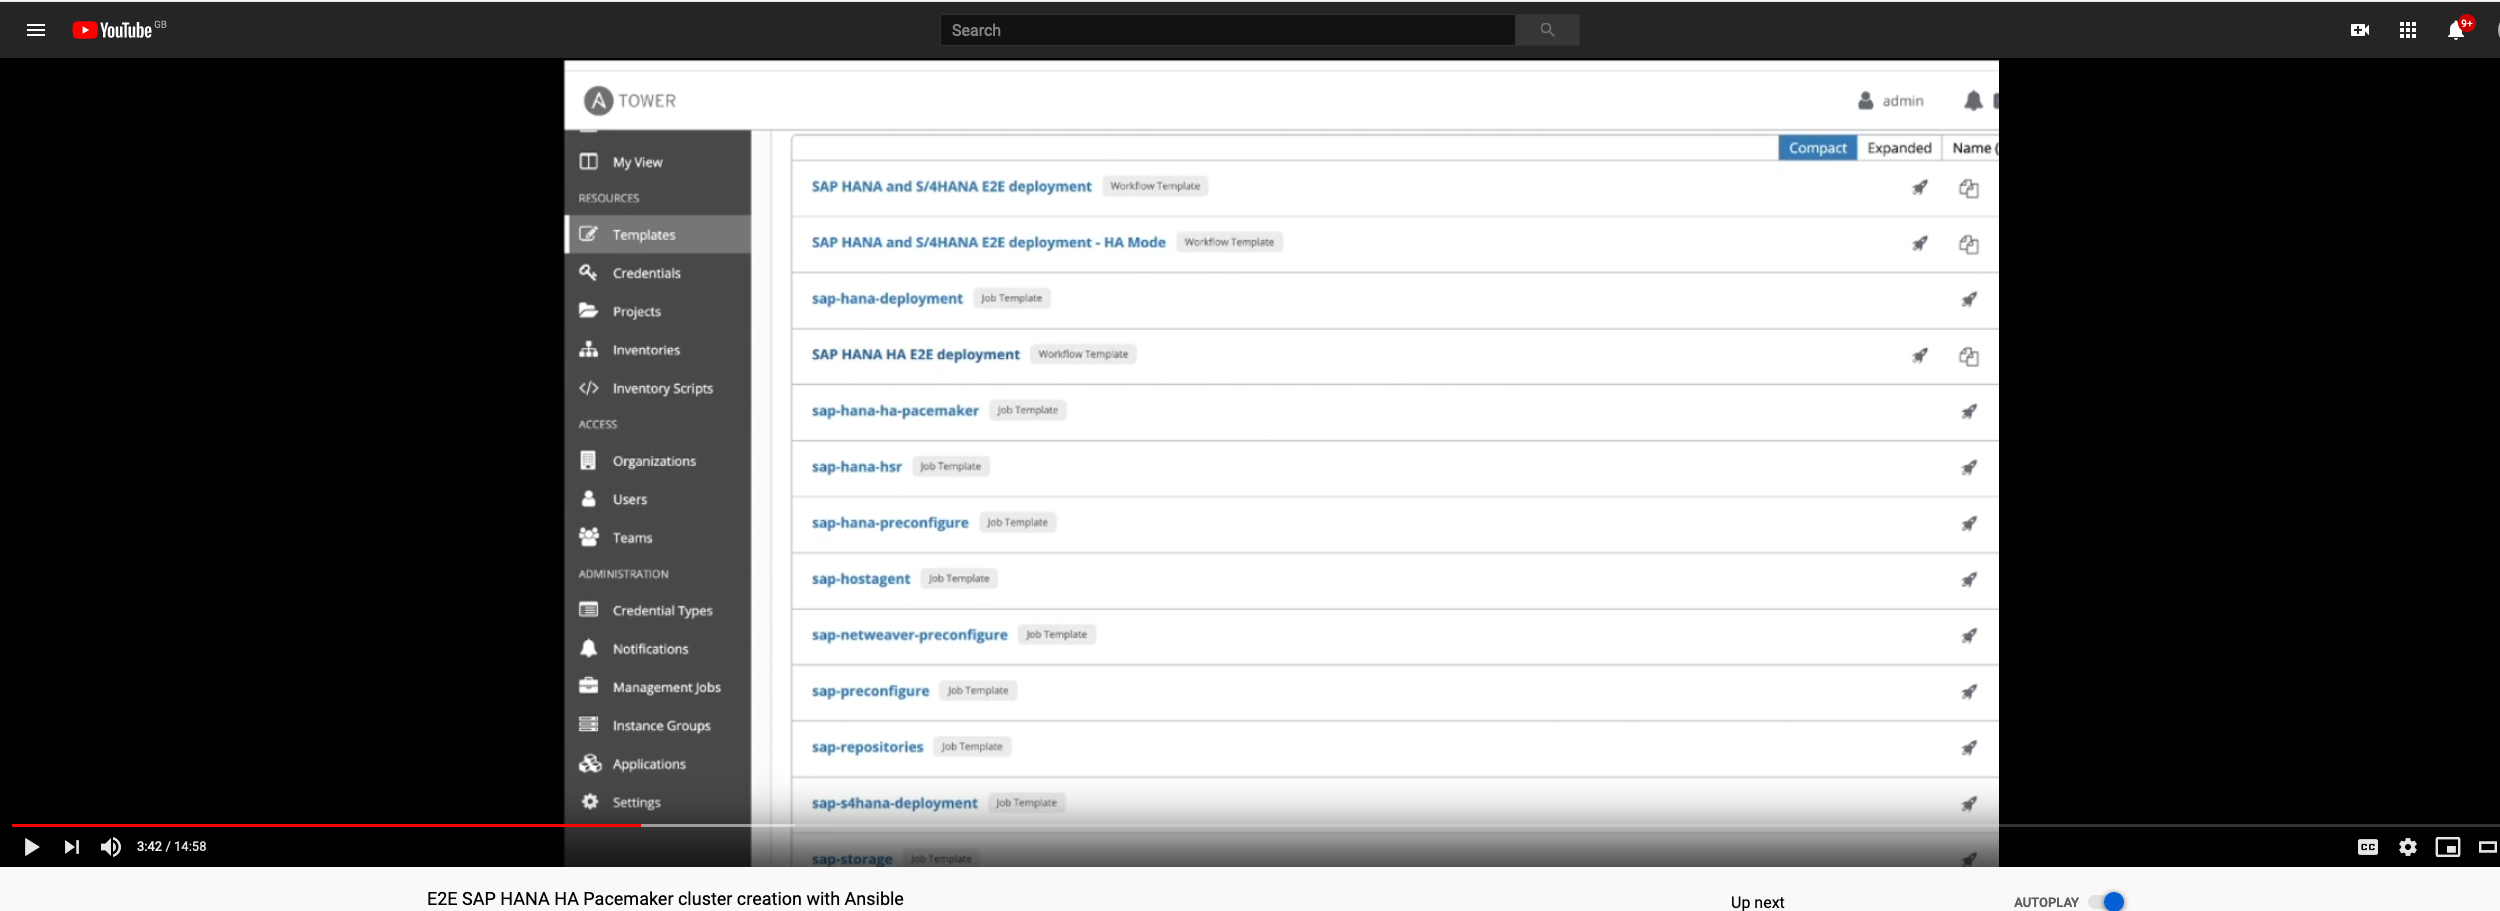 YouTube GB
Search
9+
TOWER
admin
My View
RESOURCES
Templates
Credentials
Projects
Inventories
Inventory Scripts
ACCESS
Organizations
Users
Teams
ADMINISTRATION
Credential Types
Notifications
Management Jobs
Instance Groups
Applications
Settings
Compact Expanded Name (
SAP HANA and S/4HANA E2E deployment Workflow Template
SAP HANA and S/4HANA E2E deployment - HA Mode Workflow Template
sap-hana-deployment Job Template
SAP HANA HA E2E deployment Workflow Template
sap-hana-ha-pacemaker Job Template
sap-hana-hsr Job Template
sap-hana-preconfigure Job Template
sap-hostagent Job Template
sap-netweaver-preconfigure Job Template
sap-preconfigure Job Template
sap-repositories Job Template
sap-s4hana-deployment Job Template
sap-storage Job Template
3:42 / 14:58
CC
E2E SAP HANA HA Pacemaker cluster creation with Ansible
Up next
AUTOPLAY